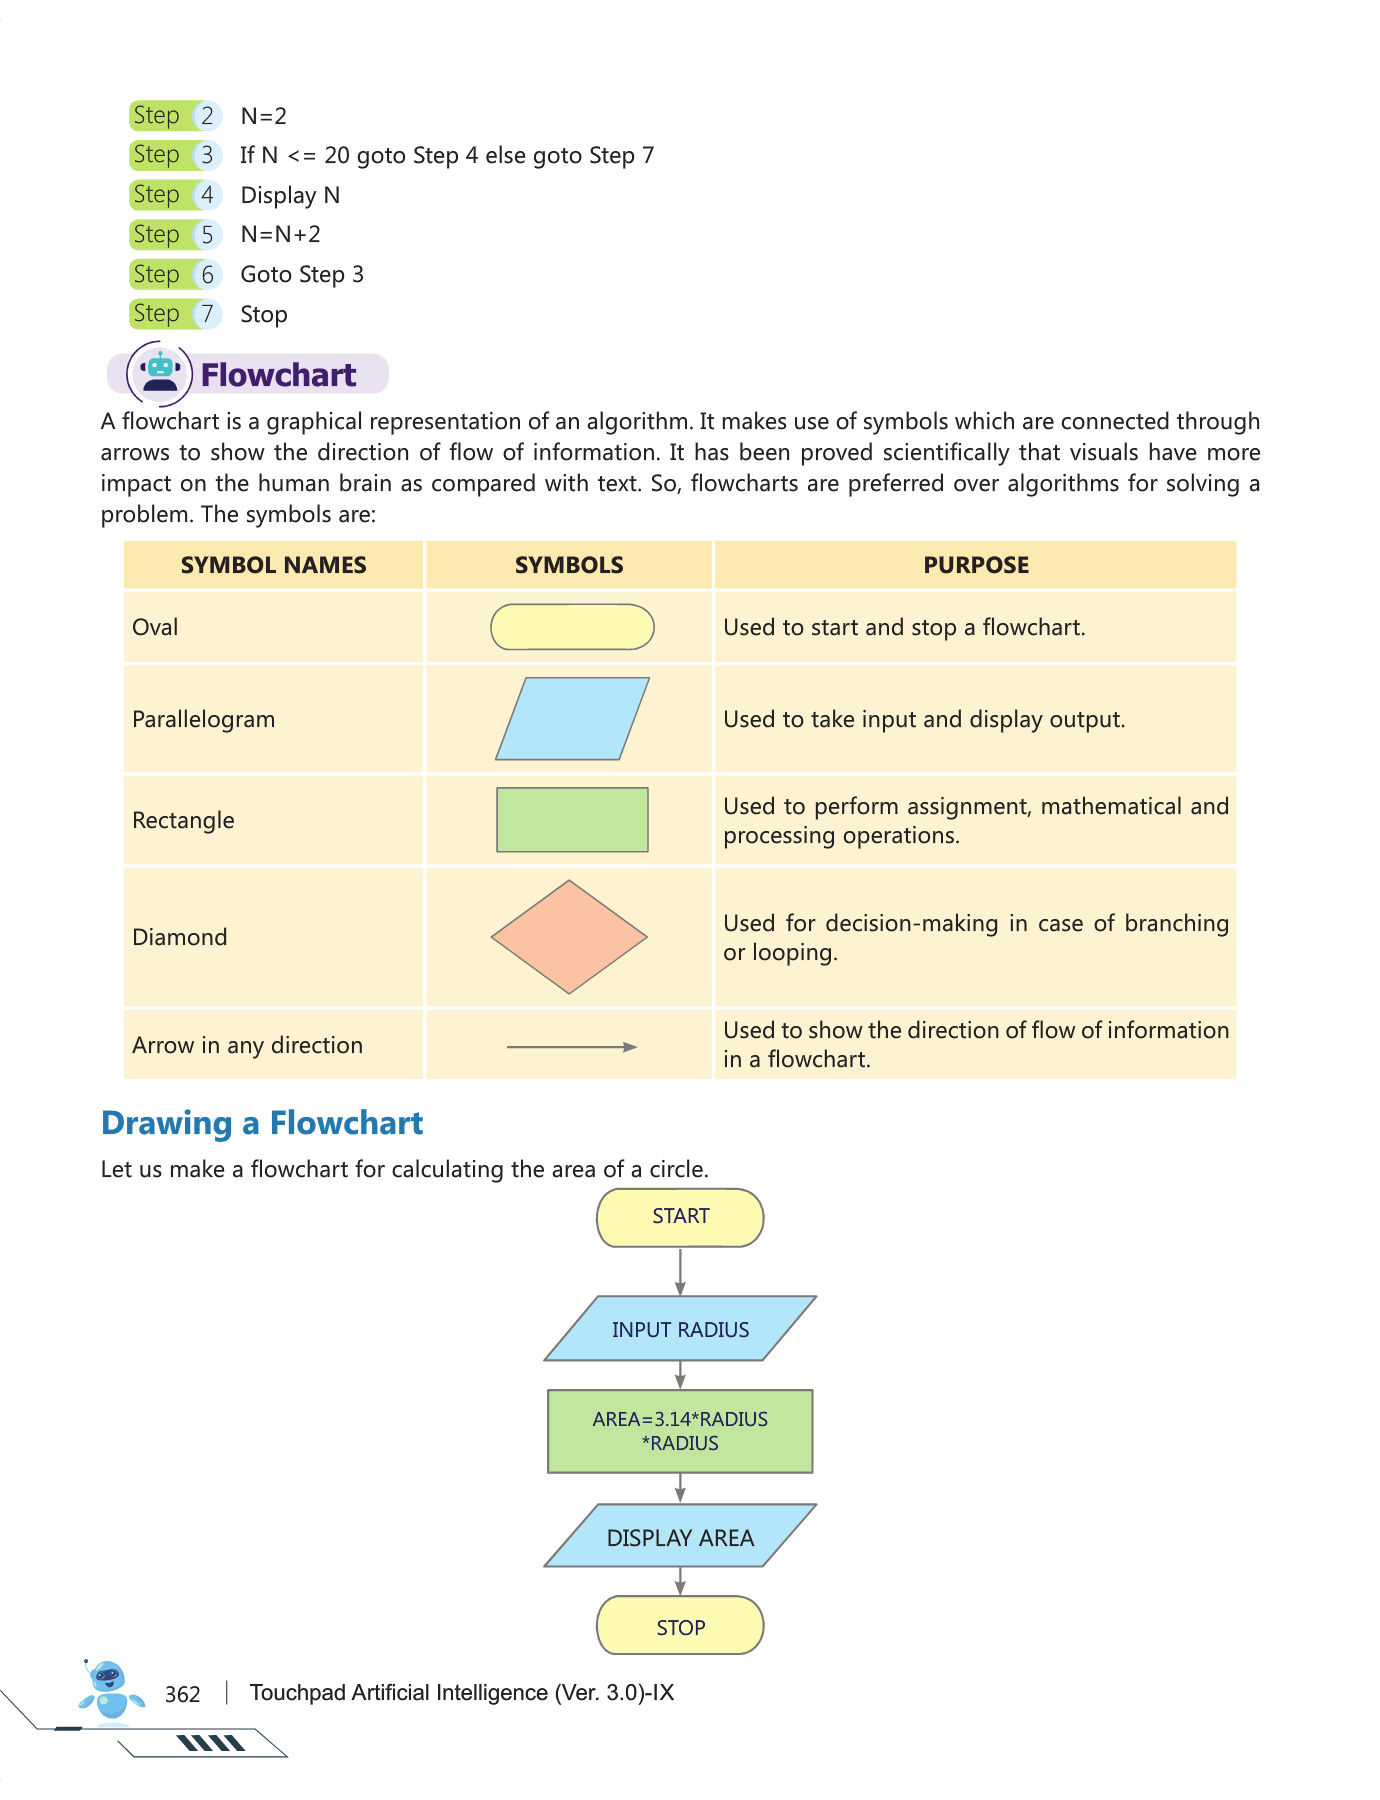 Step 2 N=2
Step 3 If N <= 20 goto Step 4 else goto Step 7
Step 4 Display N
Step 5 N=N+2
Step 6 Goto Step 3
Step 7 Stop
Flowchart
A flowchart is a graphical representation of an algorithm. It makes use of symbols which are connected through
arrows to show the direction of flow of information. It has been proved scientifically that visuals have more
impact on the human brain as compared with text. So, flowcharts are preferred over algorithms for solving a
problem. The symbols are:
SYMBOL NAMES SYMBOLS PURPOSE
Oval Used to start and stop a flowchart.
Parallelogram Used to take input and display output.
Rectangle Used to perform assignment, mathematical and
processing operations.
Diamond Used for decision-making in case of branching
or looping.
Arrow in any direction Used to show the direction of flow of information
in a flowchart.
Drawing a Flowchart
Let us make a flowchart for calculating the area of a circle.
START
INPUT RADIUS
AREA=3.14*RADIUS
*RADIUS
DISPLAY AREA
STOP
362 Touchpad Artificial Intelligence (Ver. 3.0)-IX